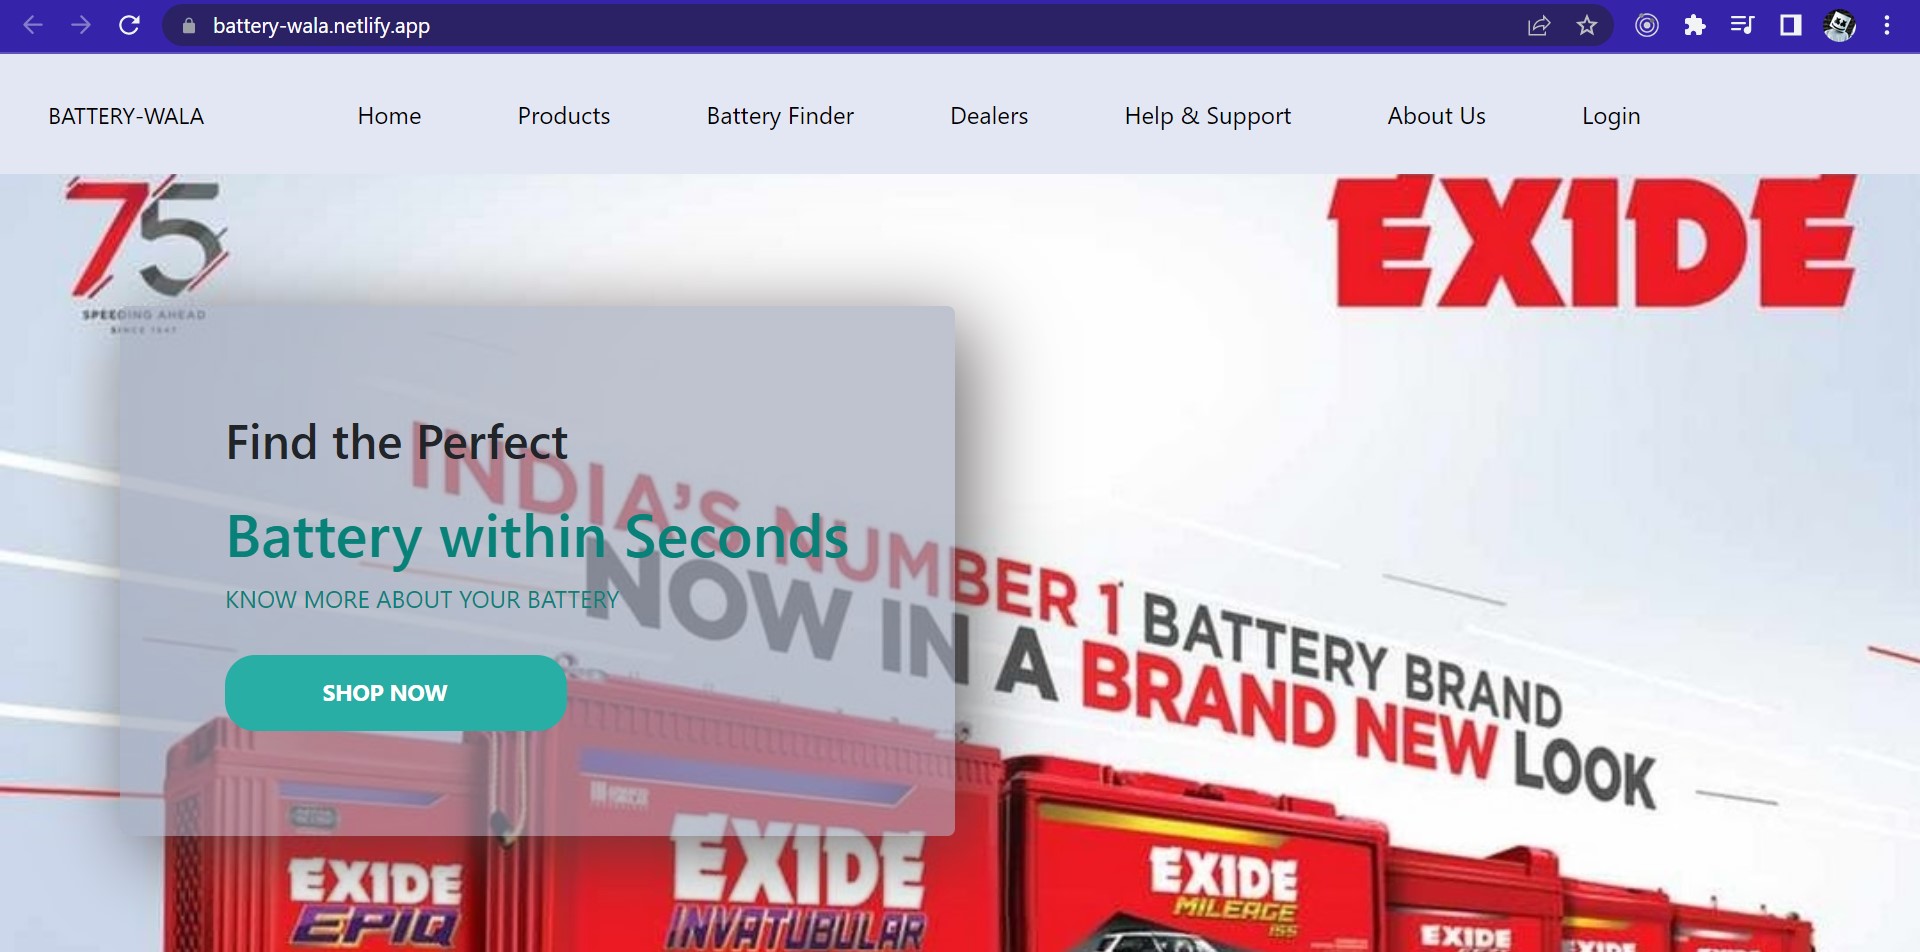 battery-wala.netlify.app
BATTERY-WALA
Home
Products
Battery Finder
Dealers
Help & Support
About Us
Login
75
SPEEDING AHEAD
SINCE 1947
EXIDE
Find the Perfect
Battery within Seconds
KNOW MORE ABOUT YOUR BATTERY
SHOP NOW
INDIA'S NUMBER 1 BATTERY BRAND
NOW IN A BRAND NEW LOOK
EXIDE
EPIQ
EXIDE
INVATUBULAR
EXIDE
MILEAGE
ISS
EXIDE
EXIDE
EXIDE